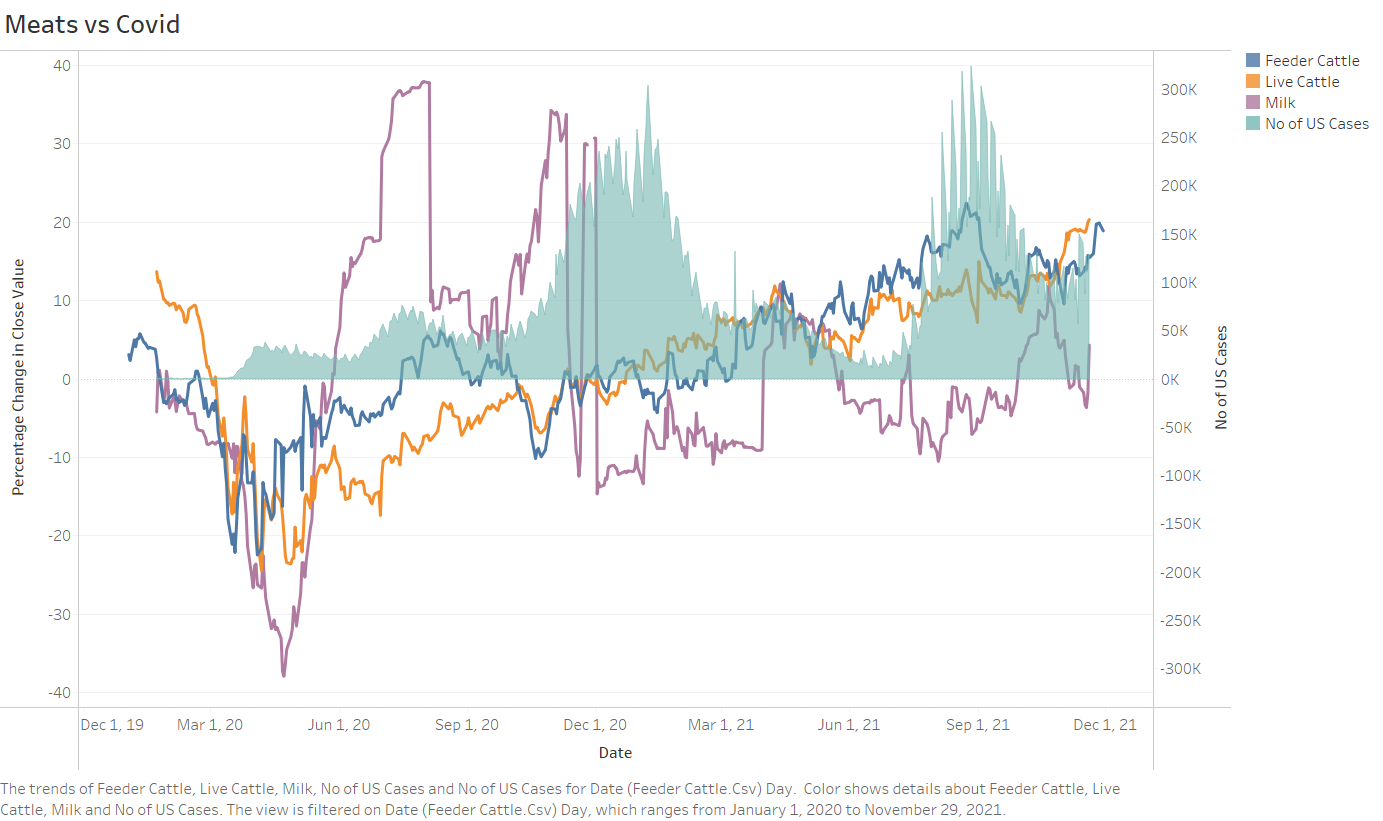 Meats vs Covid
Feeder Cattle
Live Cattle
Milk
No of US Cases
Percentage Change in Close Value
40
30
20
10
0
-10
-20
-30
-40
300K
250K
200K
150K
100K
50K
0K
-50K
-100K
-150K
-200K
-250K
-300K
No of US Cases
Dec 1, 19 Mar 1, 20 Jun 1, 20 Sep 1, 20 Dec 1, 20 Mar 1, 21 Jun 1, 21 Sep 1, 21 Dec 1, 21
Date
The trends of Feeder Cattle, Live Cattle, Milk, No of US Cases and No of US Cases for Date (Feeder Cattle.Csv) Day.  Color shows details about Feeder Cattle, Live
Cattle, Milk and No of US Cases. The view is filtered on Date (Feeder Cattle.Csv) Day, which ranges from January 1, 2020 to November 29, 2021.